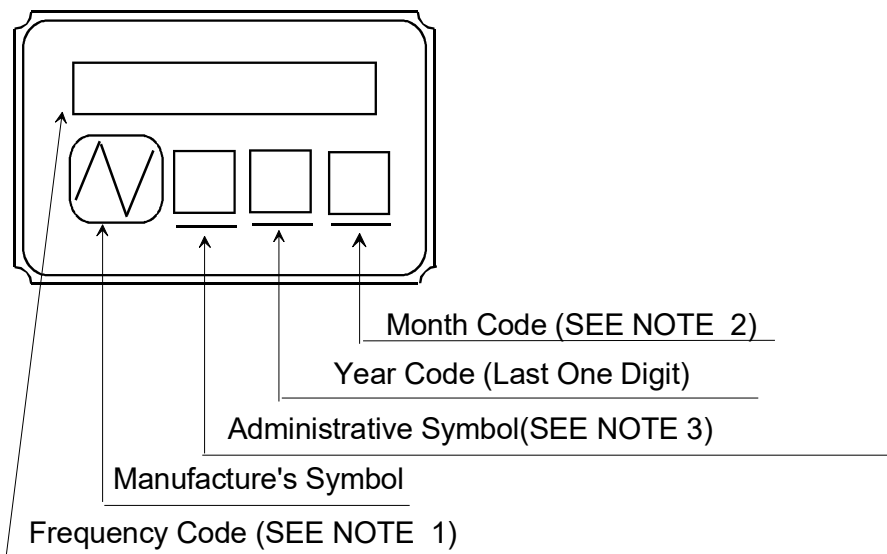 Month Code (SEE NOTE 2)
Year Code (Last One Digit)
Administrative Symbol(SEE NOTE 3)
Manufacture's Symbol
Frequency Code (SEE NOTE 1)